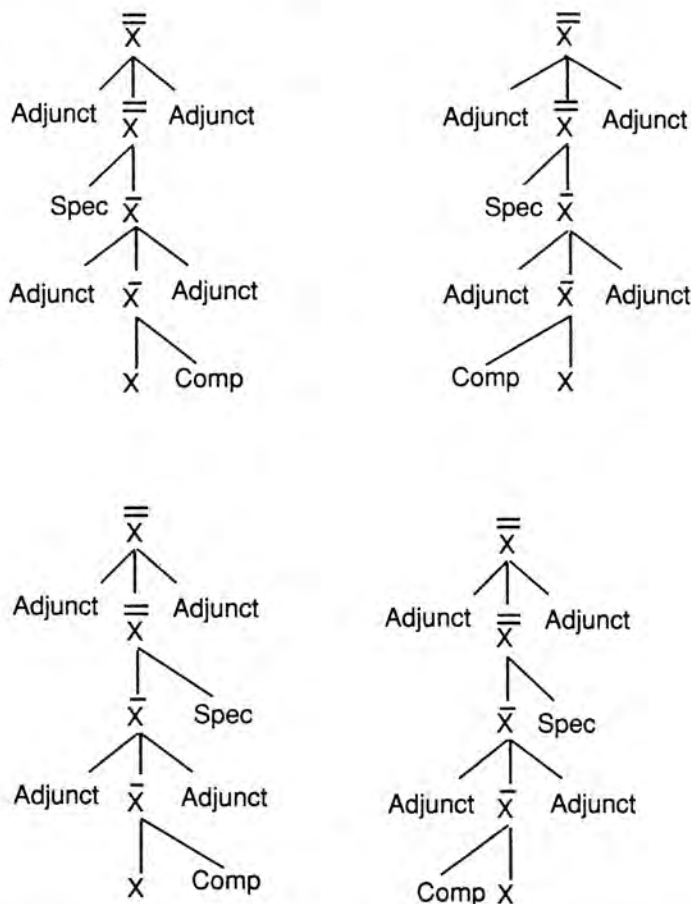 X̿ X̿
Adjunct X̿ Adjunct Adjunct X̿ Adjunct
Spec X̄ Spec X̄
Adjunct X̄ Adjunct Adjunct X̄ Adjunct
X Comp Comp X
X̿ X̿
Adjunct X̿ Adjunct Adjunct X̿ Adjunct
X̄ Spec X̄ Spec
Adjunct X̄ Adjunct Adjunct X̄ Adjunct
X Comp Comp X